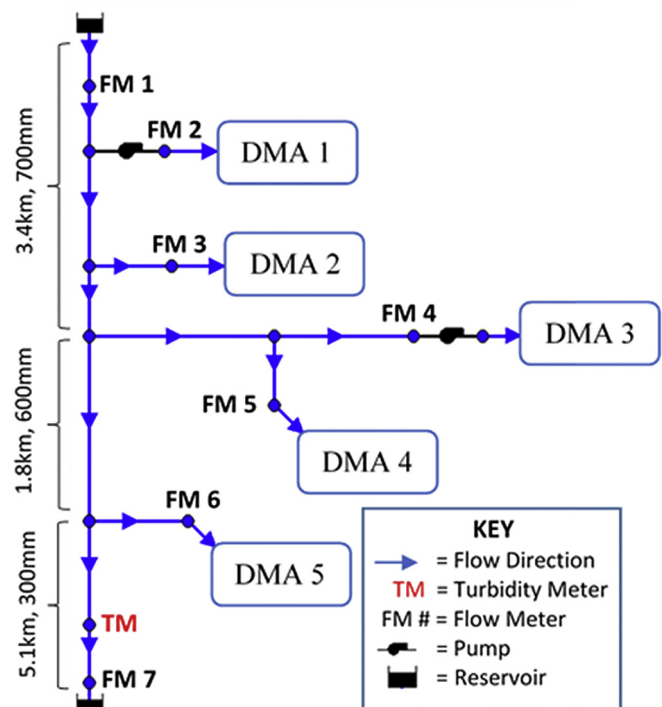 FM 1
FM 2
DMA 1
3.4km, 700mm
FM 3
DMA 2
FM 4
DMA 3
FM 5
1.8km, 600mm
DMA 4
FM 6
DMA 5
5.1km, 300mm
TM
FM 7
KEY
= Flow Direction
TM = Turbidity Meter
FM # = Flow Meter
= Pump
= Reservoir